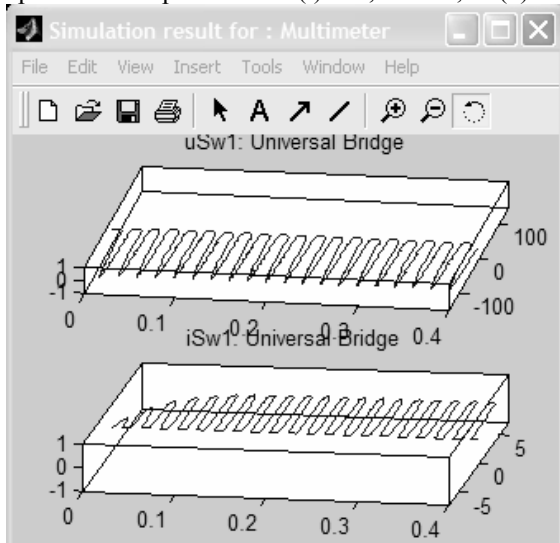 Simulation result for : Multimeter
File Edit View Insert Tools Window Help
A
uSw1: Universal Bridge
100
0
-100
1
0
-1
0 0.1 0.2 0.3 0.4
iSw1: Universal Bridge
5
0
-5
1
0
-1
0 0.1 0.2 0.3 0.4